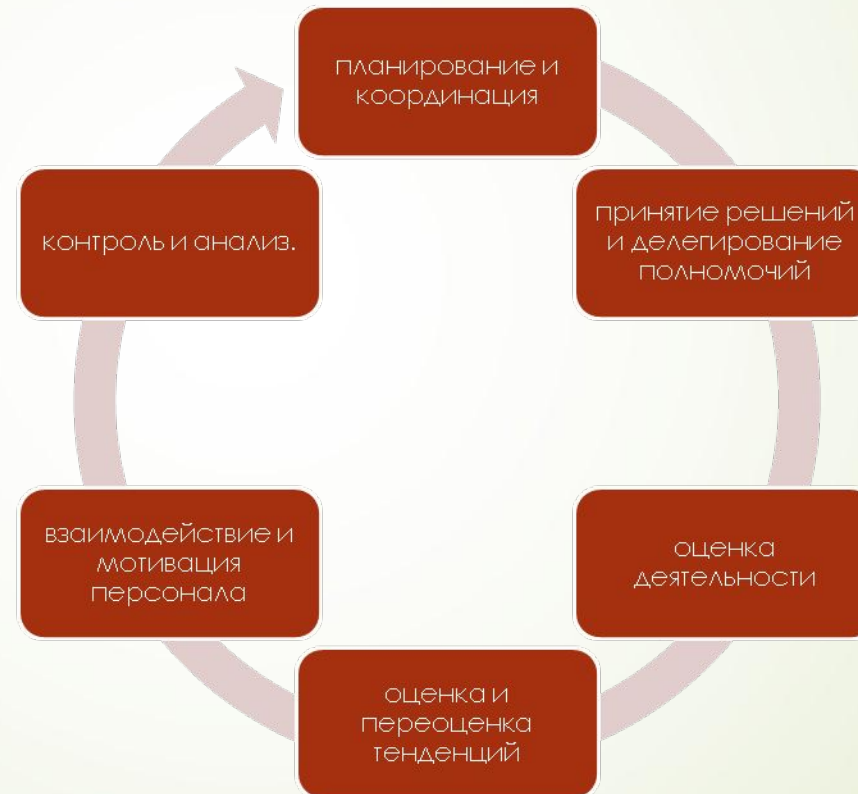 планирование и
координация
принятие решений
и делегирование
полномочий
оценка
деятельности
оценка и
переоценка
тенденций
взаимодействие и
мотивация
персонала
контроль и анализ.